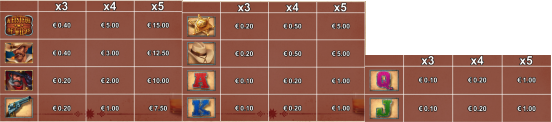 x3 x4 x5
€0.40 €5.00 €15.00
€0.40 €3.00 €12.50
€0.20 €2.00 €10.00
€0.20 €1.00 €7.50
x3 x4 x5
€0.20 €0.50 €5.00
€0.20 €0.50 €5.00
A €0.10 €0.20 €1.00
K €0.10 €0.20 €1.00
x3 x4 x5
Q €0.10 €0.20 €1.00
J €0.10 €0.20 €1.00